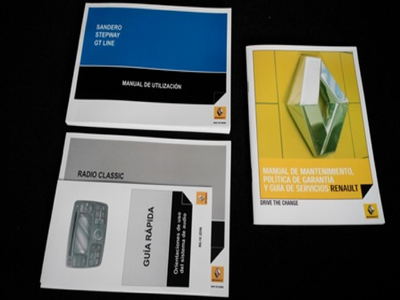 SANDERO
STEPWAY
GT LINE
MANUAL DE UTILIZACIÓN
RADIO CLASSIC
GUÍA RÁPIDA
Orientaciones de uso
del sistema de audio
MANUAL DE MANTENIMIENTO,
POLÍTICA DE GARANTÍA
Y GUÍA DE SERVICIOS RENAULT
DRIVE THE CHANGE